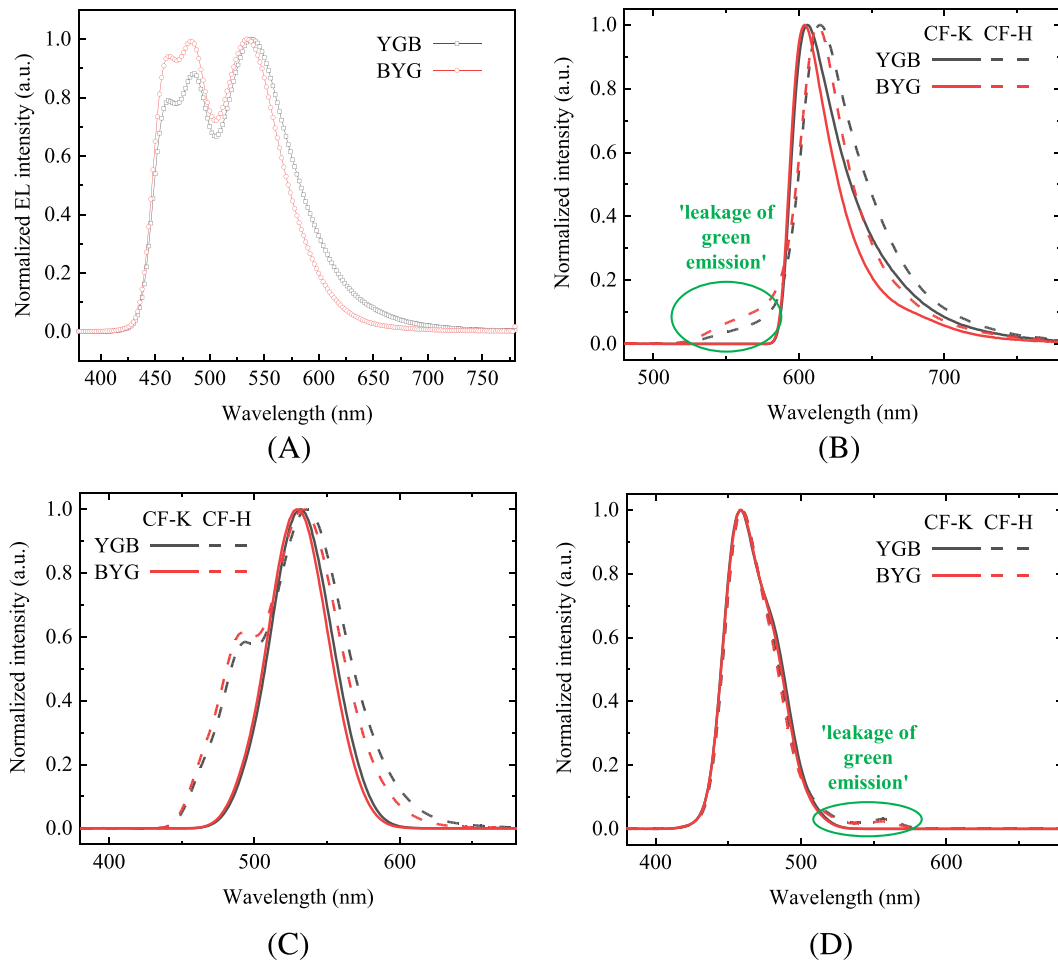 1.0
0.8
0.6
0.4
0.2
0.0
Normalized EL intensity (a.u.)
YGB
BYG
400 450 500 550 600 650 700 750
Wavelength (nm)
(A)
1.0
0.8
0.6
0.4
0.2
0.0
Normalized intensity (a.u.)
CF-K CF-H
YGB
BYG
'leakage of
green
emission'
500 600 700
Wavelength (nm)
(B)
1.0
0.8
0.6
0.4
0.2
0.0
Normalized intensity (a.u.)
CF-K CF-H
YGB
BYG
400 500 600
Wavelength (nm)
(C)
1.0
0.8
0.6
0.4
0.2
0.0
Normalized intensity (a.u.)
CF-K CF-H
YGB
BYG
'leakage of
green
emission'
400 500 600
Wavelength (nm)
(D)